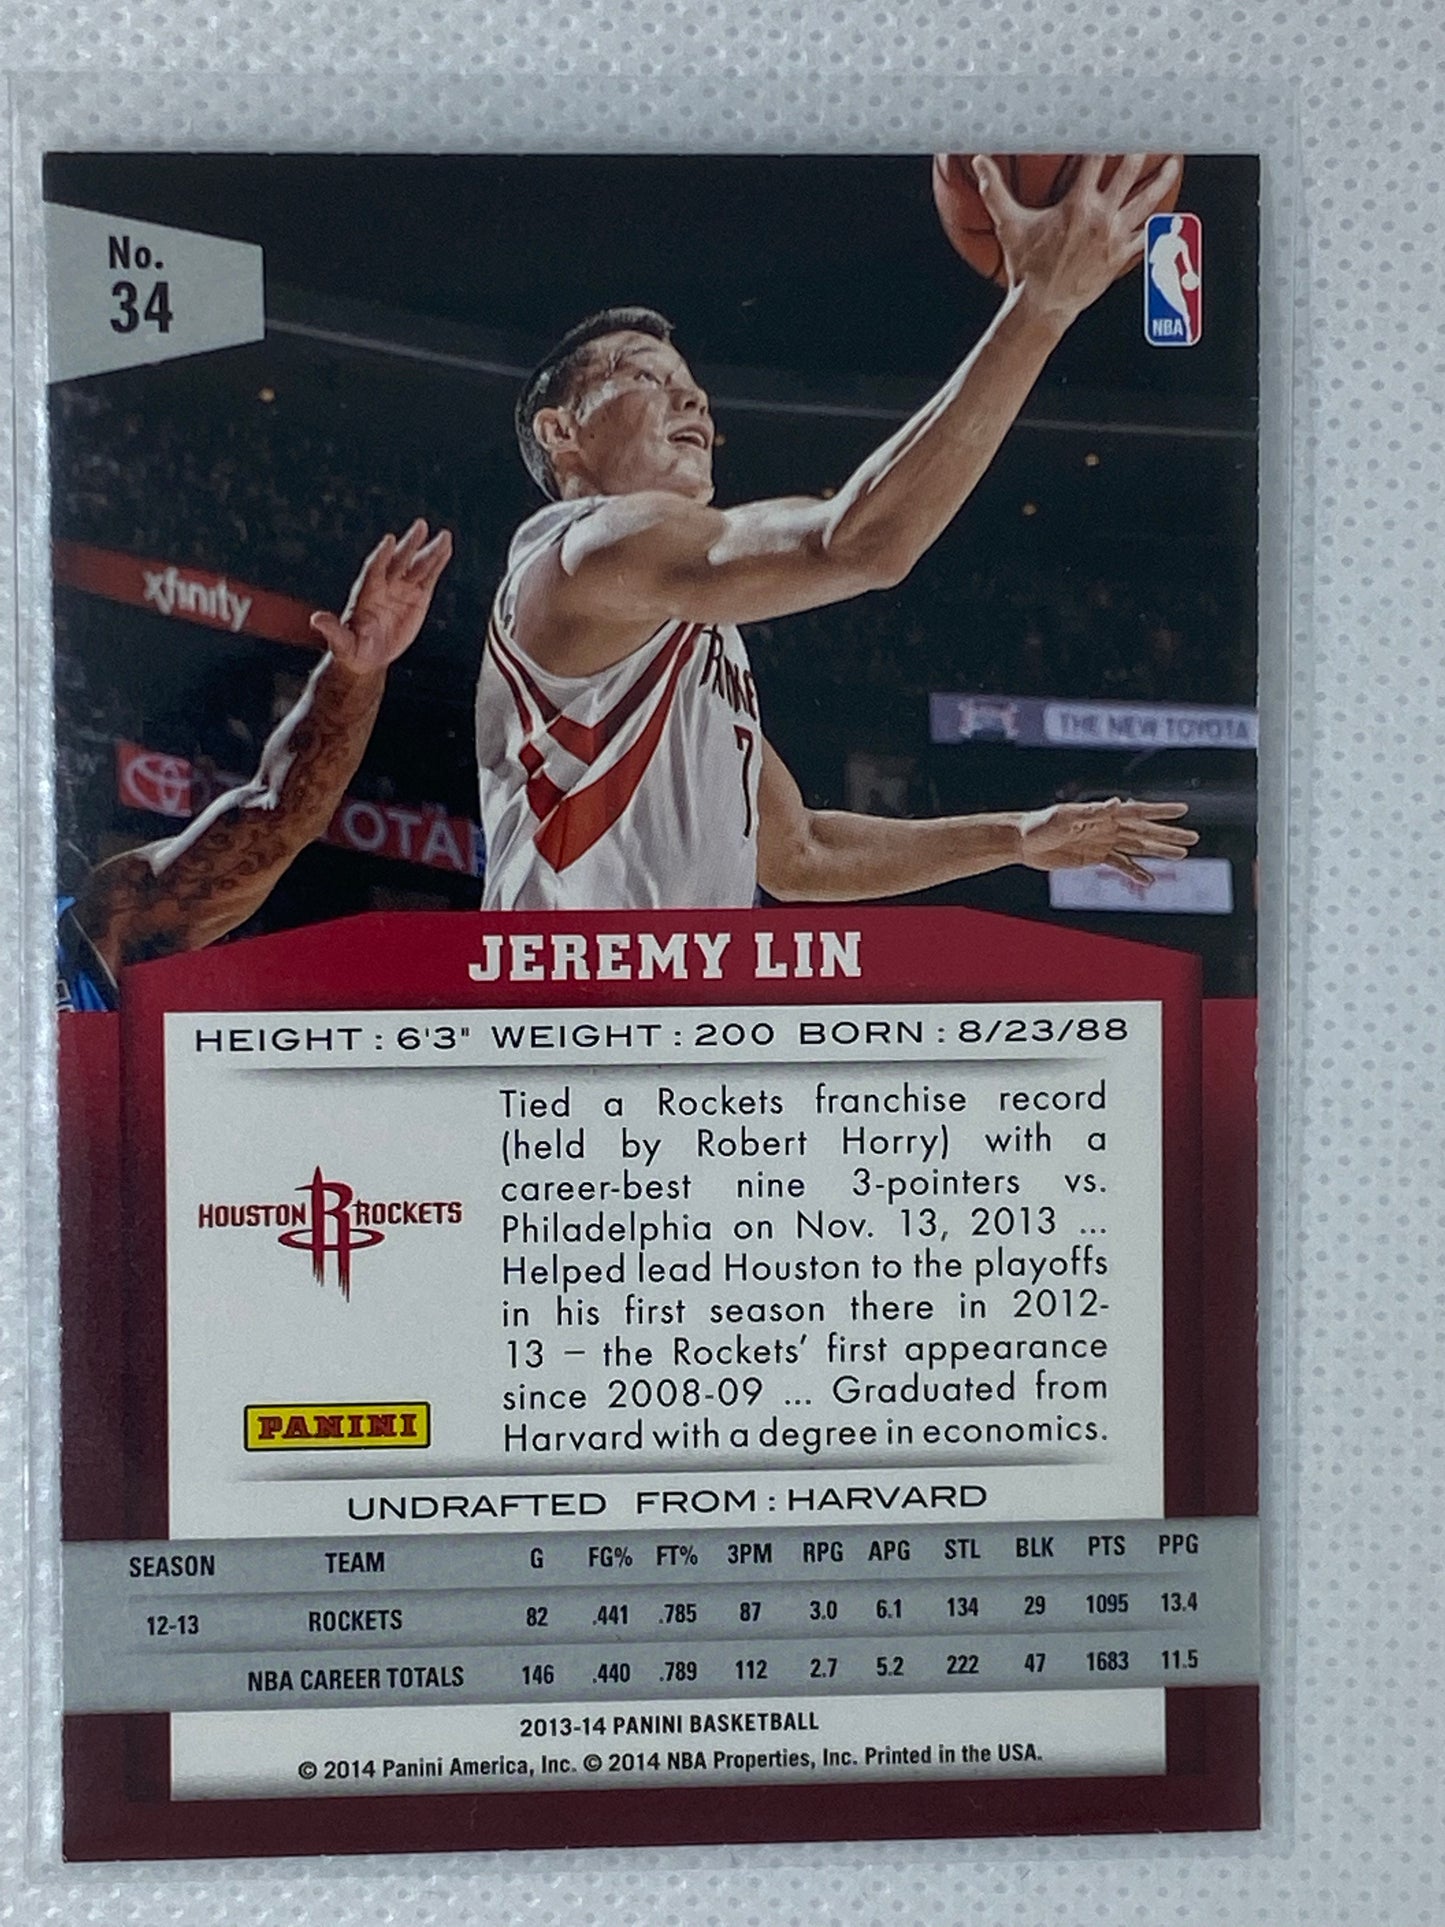 No.
34
NBA
xfinity
ROCKE
7
THE NEW TOYOTA
OTA
JEREMY LIN
HEIGHT : 6'3" WEIGHT : 200 BORN : 8/23/88
Tied a Rockets franchise record
(held by Robert Horry) with a
career-best nine 3-pointers vs.
Philadelphia on Nov. 13, 2013 ...
Helped lead Houston to the playoffs
in his first season there in 2012-
13 – the Rockets' first appearance
since 2008-09 ... Graduated from
Harvard with a degree in economics.
HOUSTON R ROCKETS
PANINI
UNDRAFTED FROM : HARVARD
SEASON TEAM G FG% FT% 3PM RPG APG STL BLK PTS PPG
12-13 ROCKETS 82 .441 .785 87 3.0 6.1 134 29 1095 13.4
NBA CAREER TOTALS 146 .440 .789 112 2.7 5.2 222 47 1683 11.5
2013-14 PANINI BASKETBALL
© 2014 Panini America, Inc. © 2014 NBA Properties, Inc. Printed in the USA.